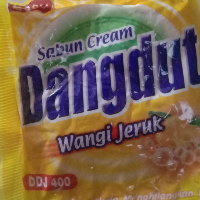 Sabun Cream
Dangdut
Wangi Jeruk
DDJ 400